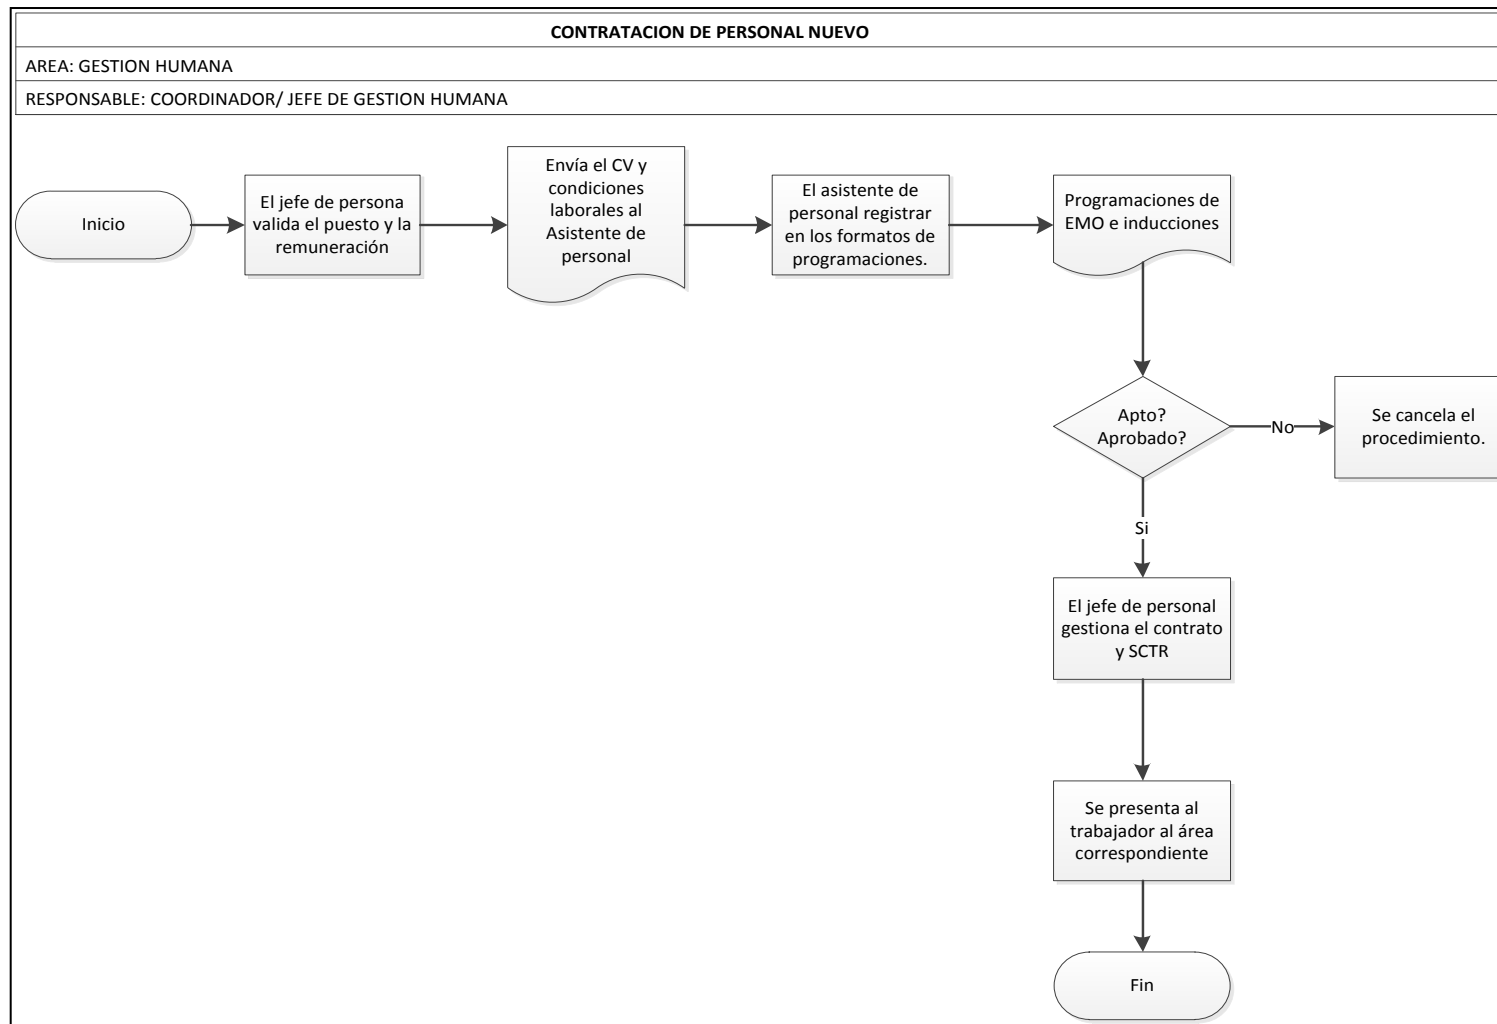 CONTRATACION DE PERSONAL NUEVO
AREA: GESTION HUMANA
RESPONSABLE: COORDINADOR/ JEFE DE GESTION HUMANA
Inicio
El jefe de persona
valida el puesto y la
remuneración
Envía el CV y
condiciones
laborales al
Asistente de
personal
El asistente de
personal registrar
en los formatos de
programaciones.
Programaciones de
EMO e inducciones
Apto?
Aprobado?
No
Se cancela el
procedimiento.
Si
El jefe de personal
gestiona el contrato
y SCTR
Se presenta al
trabajador al área
correspondiente
Fin